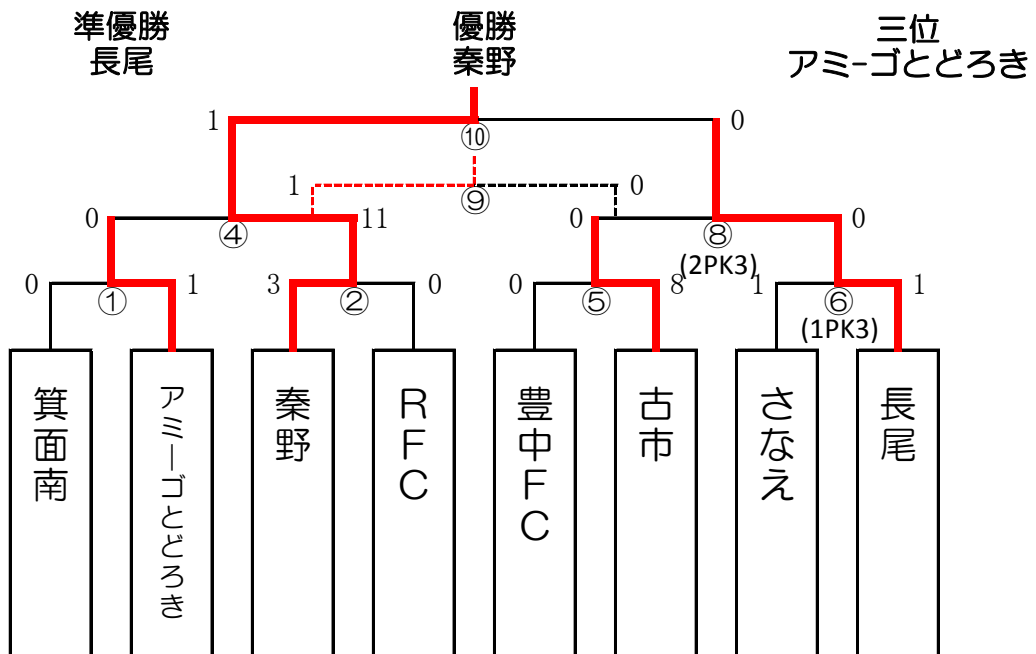 準優勝
長尾
優勝
秦野
三位
アミーゴとどろき
1
⑩
0
1
⑨
0
0
④
11
0
⑧
0
(2PK3)
0
①
1
3
②
0
0
⑤
8
1
⑥
1
(1PK3)
箕面南
アミーゴとどろき
秦野
RFC
豊中FC
古市
さなえ
長尾